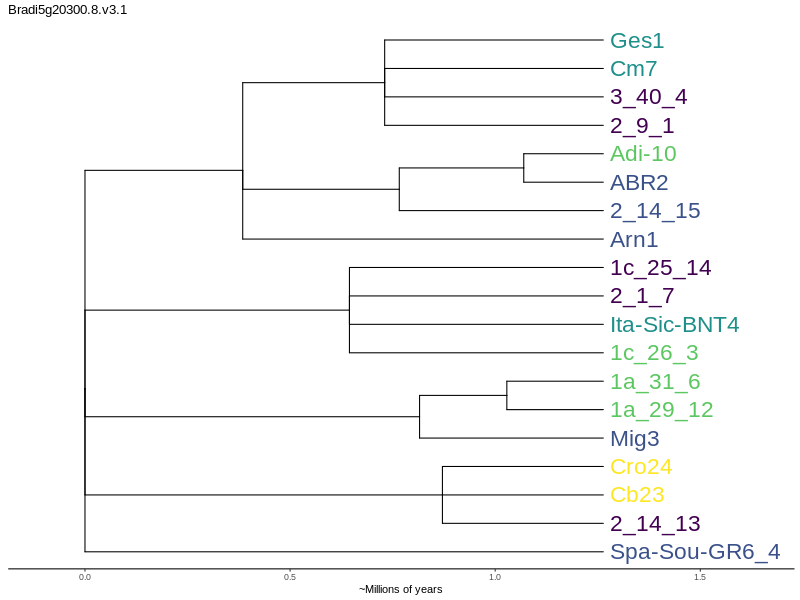 Bradi5g20300.8.v3.1
Ges1
Cm7
3_40_4
2_9_1
Adi-10
ABR2
2_14_15
Arn1
1c_25_14
2_1_7
Ita-Sic-BNT4
1c_26_3
1a_31_6
1a_29_12
Mig3
Cro24
Cb23
2_14_13
Spa-Sou-GR6_4
0.0 0.5 1.0 1.5
~Millions of years